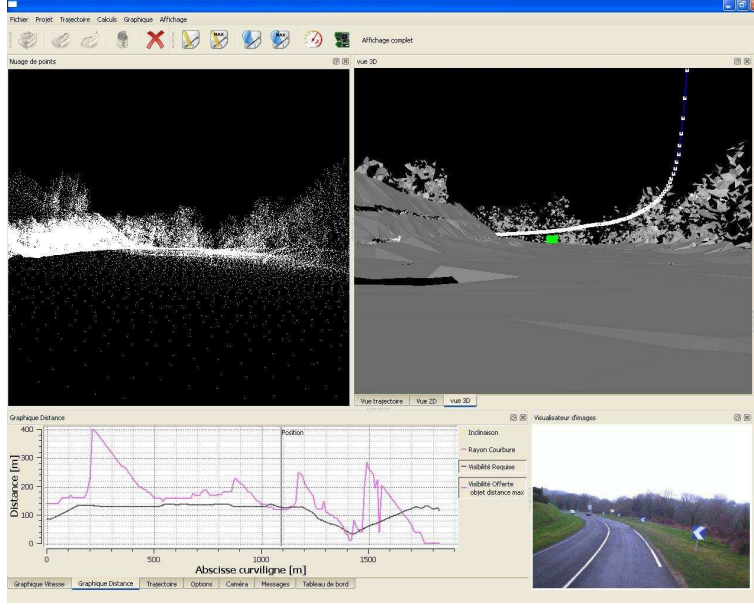 Fichier Projet Trajectoire Calculs Graphique Affichage
MAX MAX Affichage complet
Nuage de points
vue 3D
Vue trajectoire Vue 2D vue 3D
Graphique Distance
Visualisateur d'images
Position
Distance [m]
400
300
200
100
0
0 500 1000 1500
Abscisse curviligne [m]
Inclinaison
Rayon Courbure
Visibilité Requise
Visibilité Offerte
objet distance max
Graphique Vitesse Graphique Distance Trajectoire Options Caméra Messages Tableau de bord